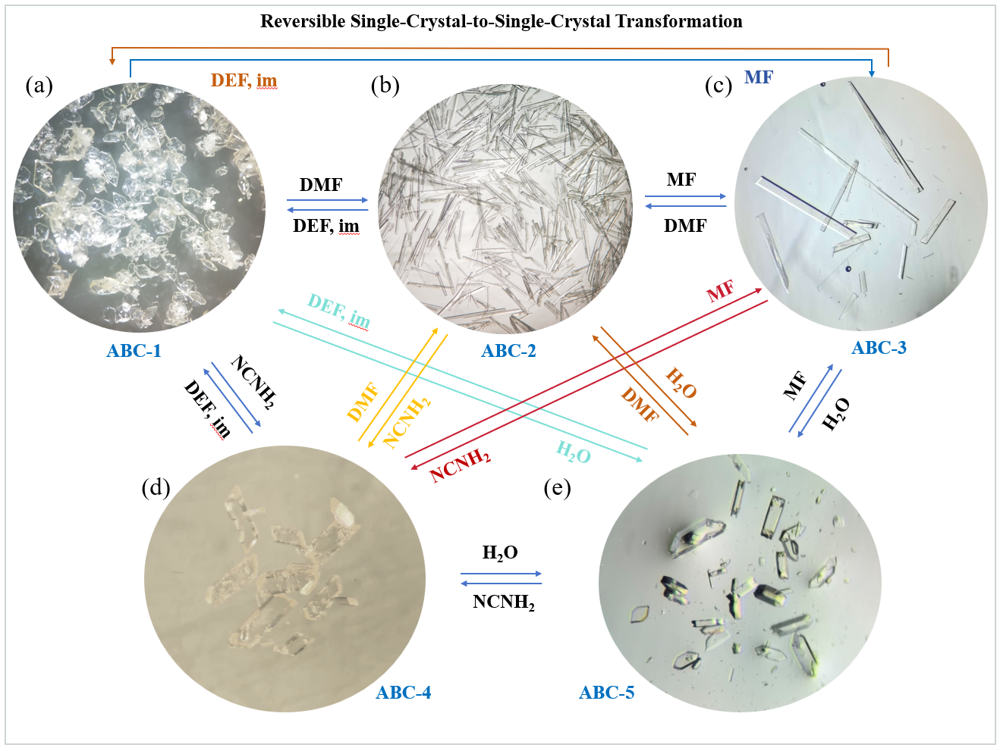 Reversible Single-Crystal-to-Single-Crystal Transformation
DEF, im
MF
(a)
(b)
(c)
DMF
DEF, im
MF
DMF
ABC-1
ABC-2
ABC-3
DEF, im
H₂O
MF
NCNH₂
NCNH₂
DEF, im
DMF
NCNH₂
H₂O
DMF
MF
H₂O
(d)
(e)
H₂O
NCNH₂
ABC-4
ABC-5